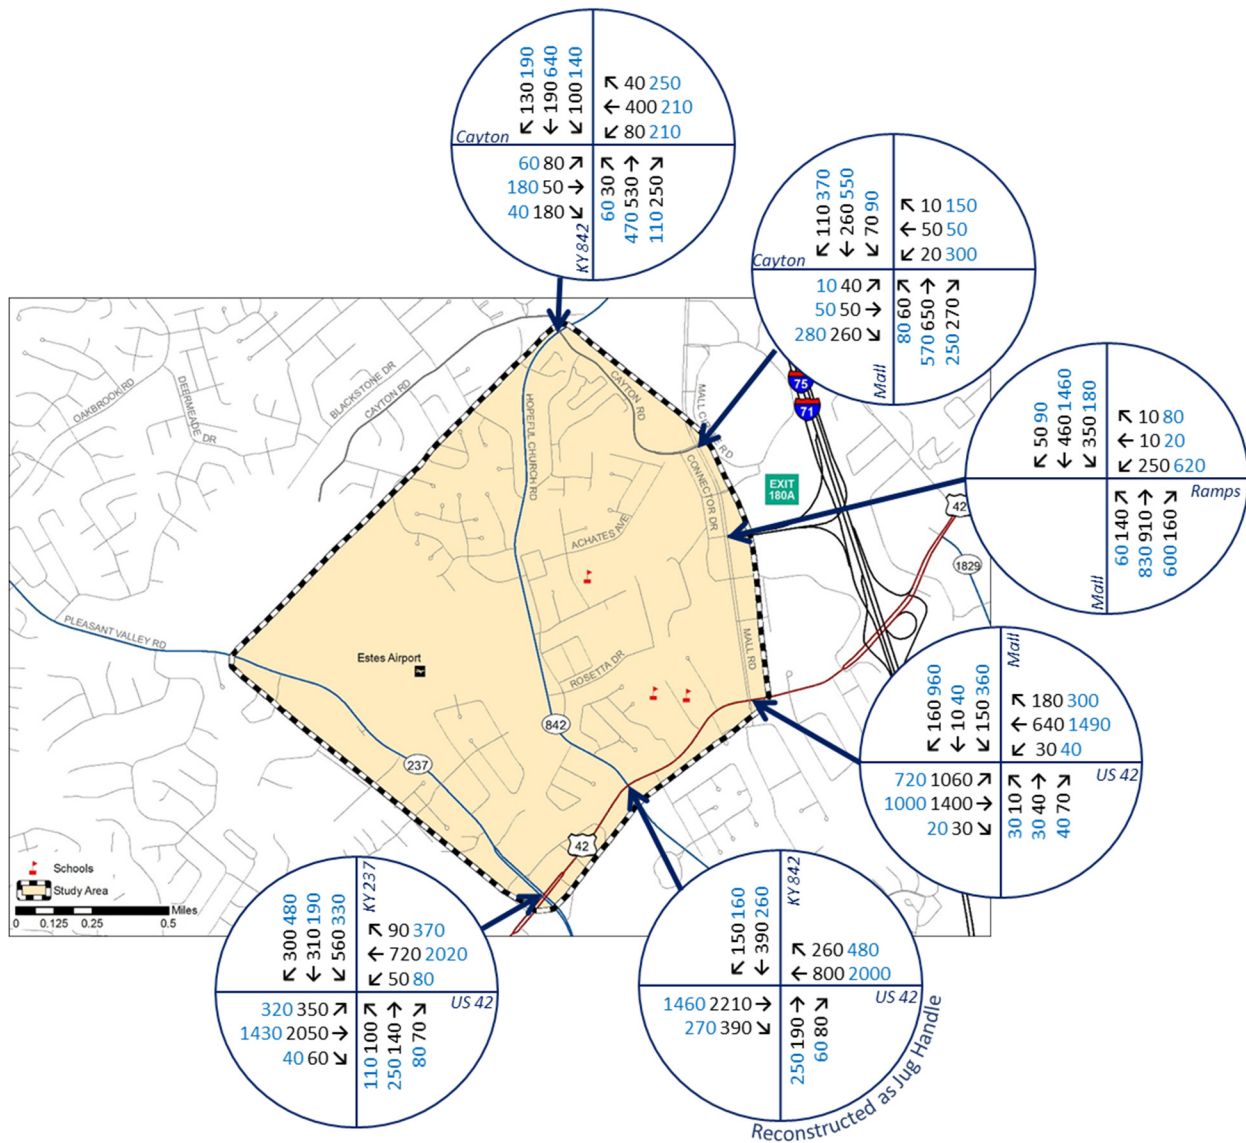 130 190
190 640
100 140
40 250
400 210
80 210
Cayton
60 80
180 50
40 180
60 30
470 530
110 250
KY 842
110 370
260 550
70 90
10 150
50 50
20 300
Cayton
10 40
50 50
280 260
80 60
570 650
250 270
Mall
50 90
460 1460
350 180
10 80
10 20
250 620
Ramps
60 140
830 910
600 160
Mall
OAKBROOK RD
DEERMEADE DR
BLACKSTONE DR
CAYTON RD
HOPEFUL CHURCH RD
CAYTON RD
CONNECTOR DR
75
71
EXIT
180A
42
1829
ACHATES AVE
PLEASANT VALLEY RD
Estes Airport
ROSETTA DR
MALL RD
842
237
42
Mall
160 960
10 40
150 360
180 300
640 1490
30 40
US 42
720 1060
1000 1400
20 30
30 10
30 40
40 70
Schools
Study Area
Miles
0 0.125 0.25 0.5
KY 237
300 480
310 190
560 330
90 370
720 2020
50 80
US 42
320 350
1430 2050
40 60
110 100
250 140
80 70
KY 842
150 160
390 260
260 480
800 2000
US 42
1460 2210
270 390
250 190
60 80
Reconstructed as Jug Handle